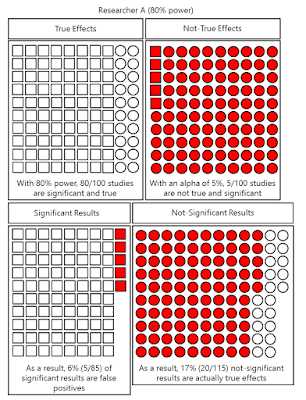 Researcher A (80% power)
True Effects
Not-True Effects
With 80% power, 80/100 studies
are significant and true
With an alpha of 5%, 5/100 studies
are not true and significant
Significant Results
Not-Significant Results
As a result, 6% (5/85) of
significant results are false
positives
As a result, 17% (20/115) not-significant
results are actually true effects